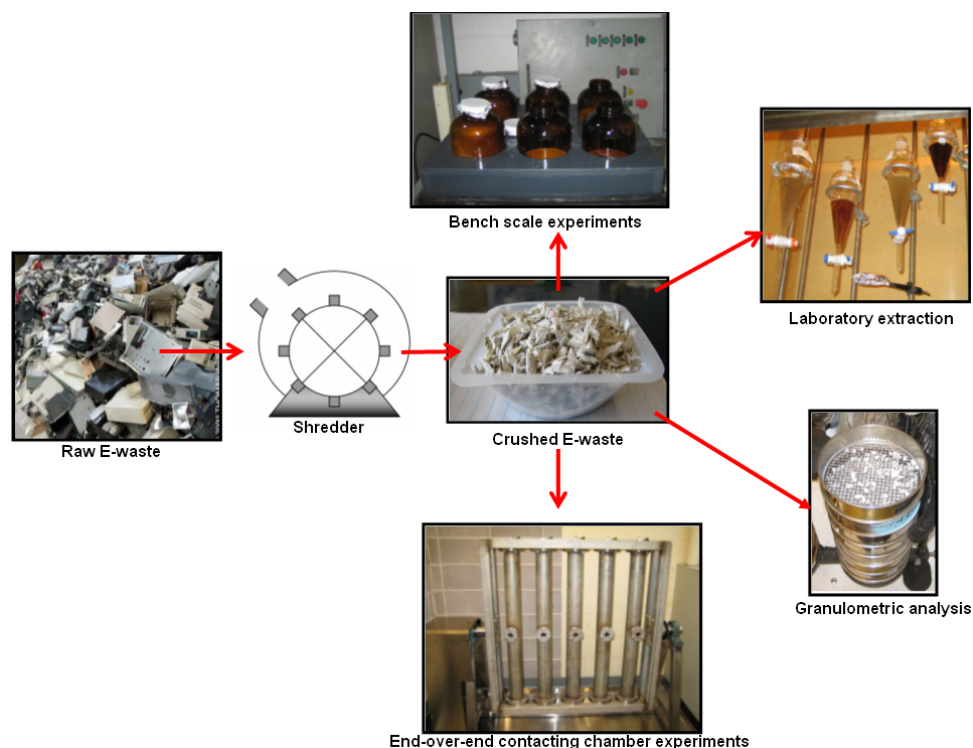 Bench scale experiments
Laboratory extraction
Raw E-waste
Shredder
Crushed E-waste
Granulometric analysis
End-over-end contacting chamber experiments